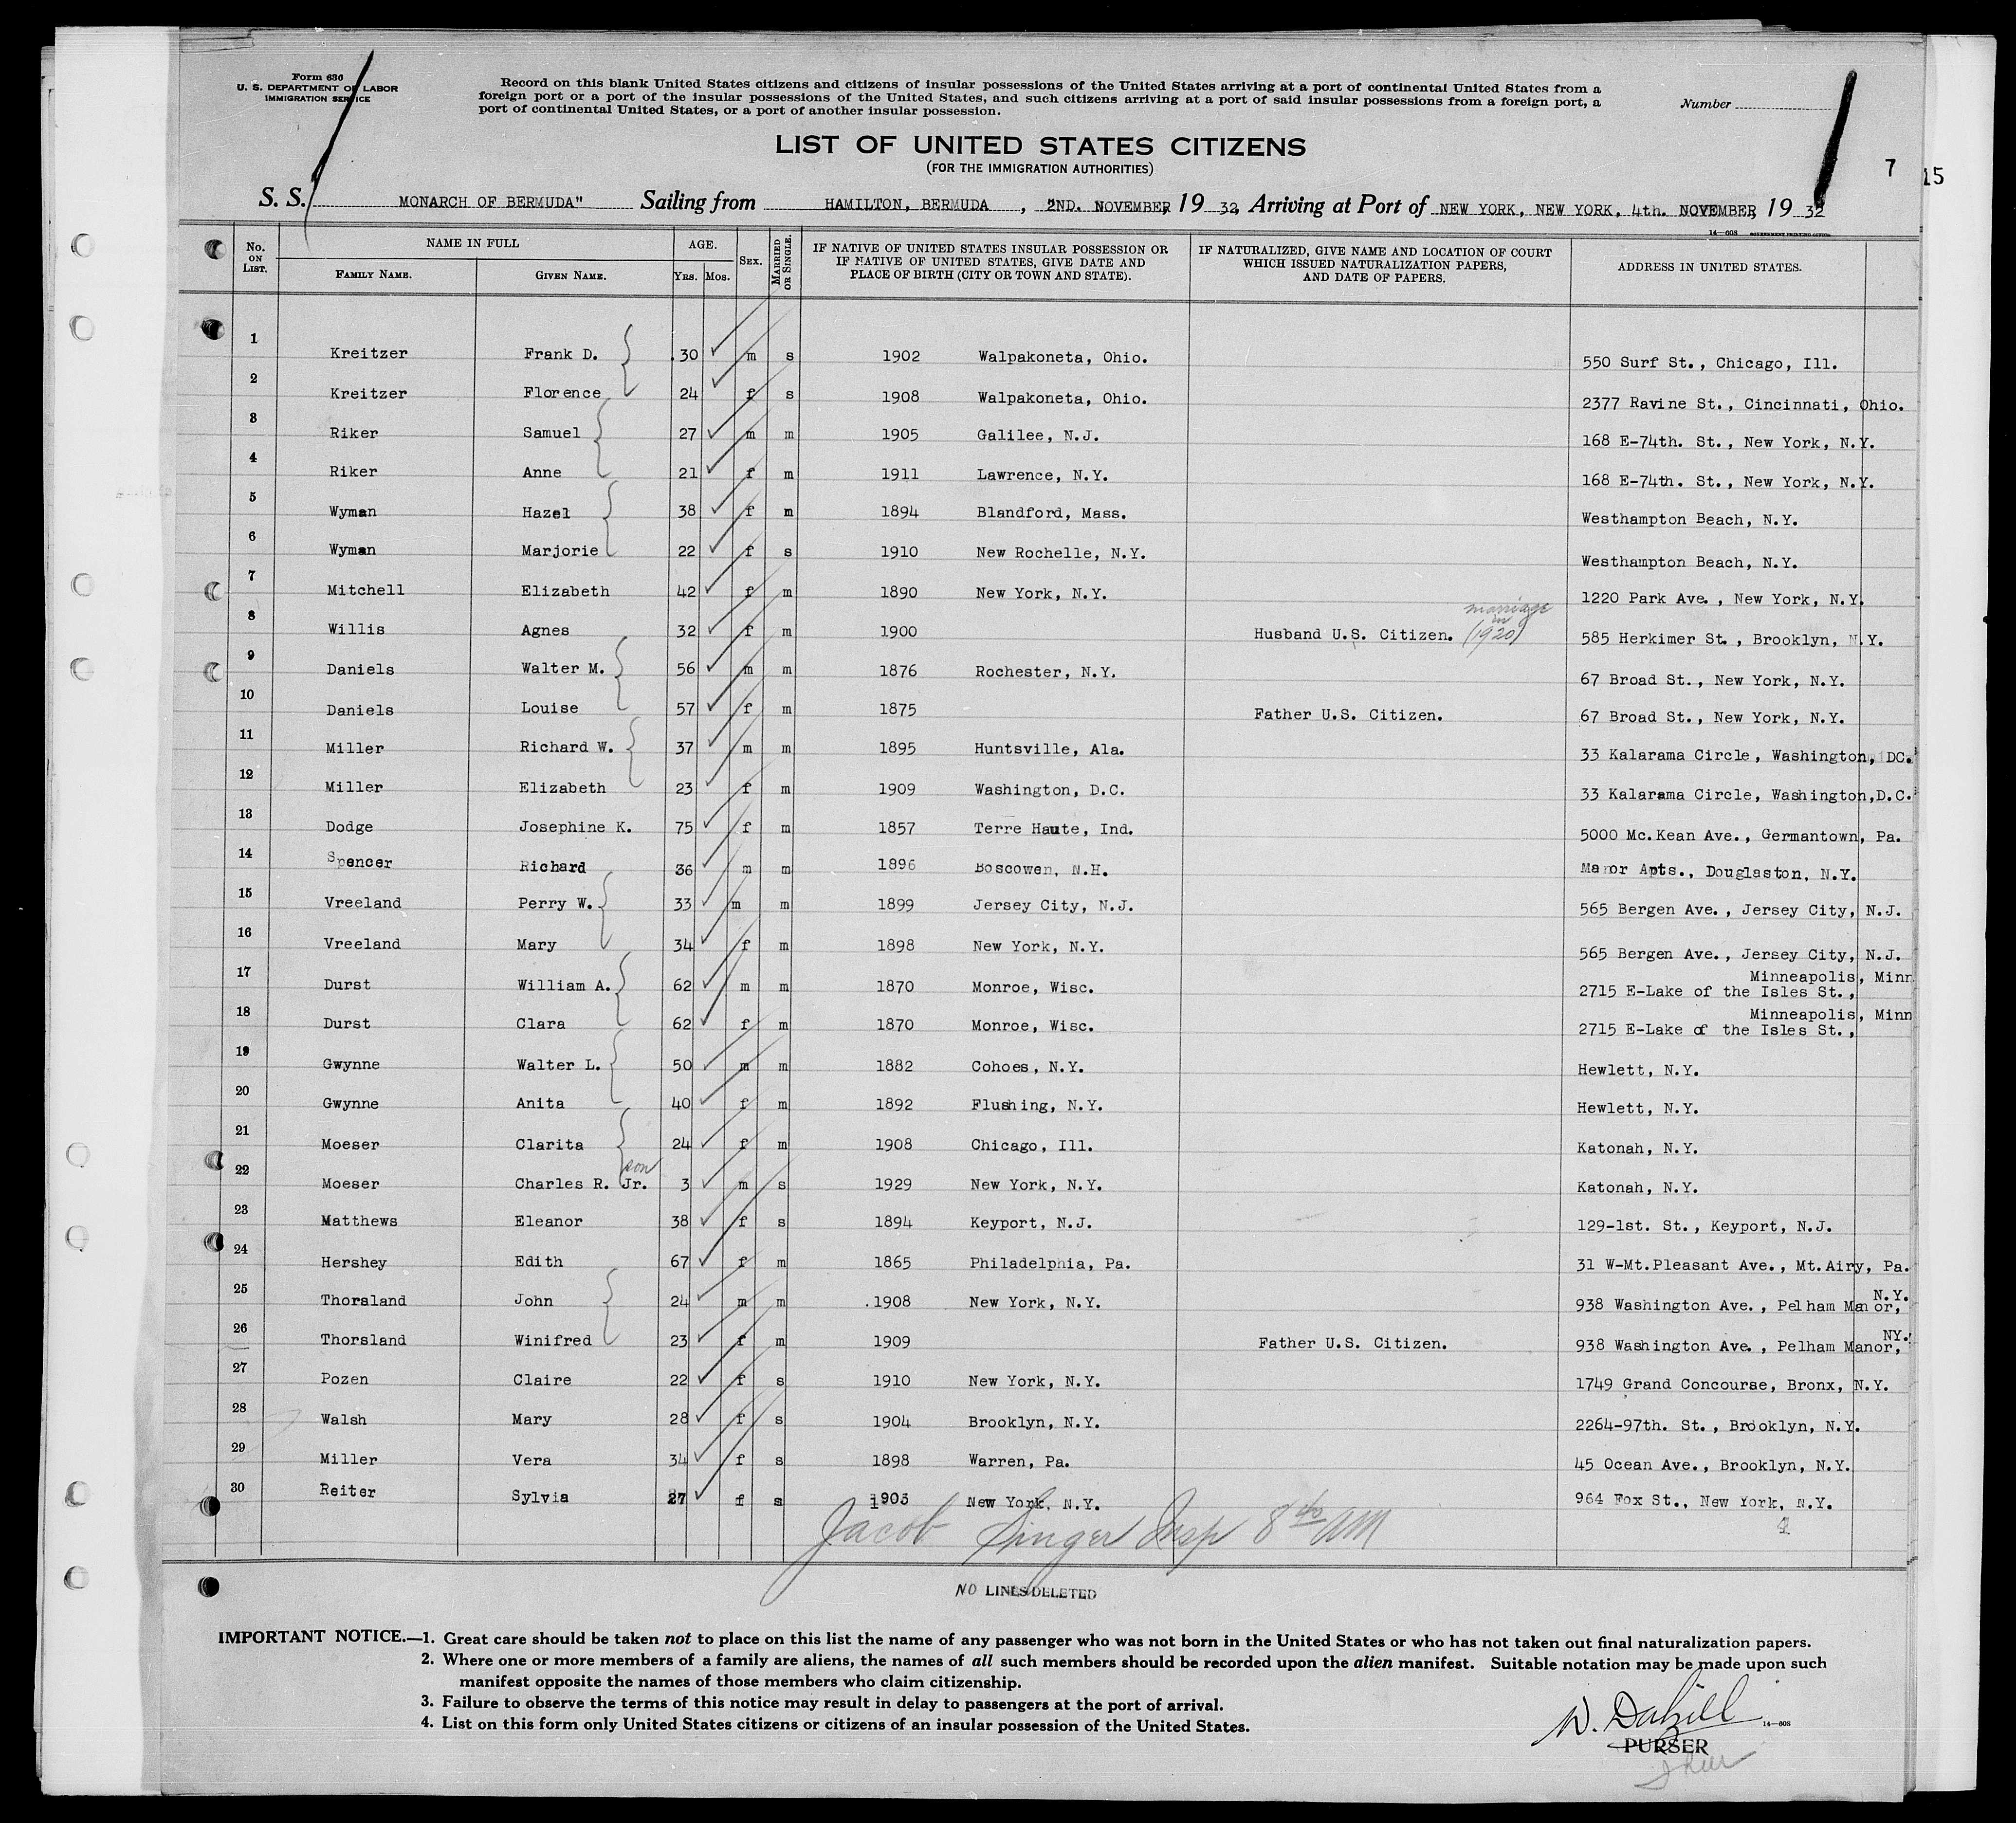 Form 636
U. S. DEPARTMENT OF LABOR
IMMIGRATION SERVICE
Record on this blank United States citizens and citizens of insular possessions of the United States arriving at a port of continental United States from a
foreign port or a port of the insular possessions of the United States, and such citizens arriving at a port of said insular possessions from a foreign port, a
port of continental United States, or a port of another insular possession.
Number
LIST OF UNITED STATES CITIZENS
(FOR THE IMMIGRATION AUTHORITIES)
7
15
S. S. MONARCH OF BERMUDA" Sailing from HAMILTON, BERMUDA, 2ND. NOVEMBER, 19 32, Arriving at Port of NEW YORK, NEW YORK, 4th. NOVEMBER, 19 32
14—608 GOVERNMENT PRINTING OFFICE
No. ON LIST. NAME IN FULL FAMILY NAME. GIVEN NAME. AGE. YRS. MOS. SEX. MARRIED OR SINGLE. IF NATIVE OF UNITED STATES INSULAR POSSESSION OR IF NATIVE OF UNITED STATES, GIVE DATE AND PLACE OF BIRTH (CITY OR TOWN AND STATE). IF NATURALIZED, GIVE NAME AND LOCATION OF COURT WHICH ISSUED NATURALIZATION PAPERS, AND DATE OF PAPERS. ADDRESS IN UNITED STATES.
1 Kreitzer Frank D. 30 m s 1902 Walpakoneta, Ohio. 550 Surf St., Chicago, Ill.
2 Kreitzer Florence 24 f s 1908 Walpakoneta, Ohio. 2377 Ravine St., Cincinnati, Ohio.
3 Riker Samuel 27 m m 1905 Galilee, N.J. 168 E-74th. St., New York, N.Y.
4 Riker Anne 21 f m 1911 Lawrence, N.Y. 168 E-74th. St., New York, N.Y.
5 Wyman Hazel 38 f m 1894 Blandford, Mass. Westhampton Beach, N.Y.
6 Wyman Marjorie 22 f s 1910 New Rochelle, N.Y. Westhampton Beach, N.Y.
7 Mitchell Elizabeth 42 f m 1890 New York, N.Y. 1220 Park Ave., New York, N.Y.
8 Willis Agnes 32 f m 1900 Husband U.S. Citizen. marriage in (1920) 585 Herkimer St., Brooklyn, N.Y.
9 Daniels Walter M. 56 m m 1876 Rochester, N.Y. 67 Broad St., New York, N.Y.
10 Daniels Louise 57 f m 1875 Father U.S. Citizen. 67 Broad St., New York, N.Y.
11 Miller Richard W. 37 m m 1895 Huntsville, Ala. 33 Kalarama Circle, Washington, DC.
12 Miller Elizabeth 23 f m 1909 Washington, D.C. 33 Kalarama Circle, Washington,D.C.
13 Dodge Josephine K. 75 f m 1857 Terre Haute, Ind. 5000 Mc.Kean Ave., Germantown, Pa.
14 Spencer Richard 36 m m 1896 Boscowen, N.H. Manor Apts., Douglaston, N.Y.
15 Vreeland Perry W. 33 m m 1899 Jersey City, N.J. 565 Bergen Ave., Jersey City, N.J.
16 Vreeland Mary 34 f m 1898 New York, N.Y. 565 Bergen Ave., Jersey City, N.J.
17 Durst William A. 62 m m 1870 Monroe, Wisc. 2715 E-Lake of the Isles St., Minneapolis, Minn
18 Durst Clara 62 f m 1870 Monroe, Wisc. 2715 E-Lake of the Isles St., Minneapolis, Minn
19 Gwynne Walter L. 50 m m 1882 Cohoes, N.Y. Hewlett, N.Y.
20 Gwynne Anita 40 f m 1892 Flushing, N.Y. Hewlett, N.Y.
21 Moeser Clarita 24 f m 1908 Chicago, Ill. Katonah, N.Y.
22 Moeser Charles R. Jr. son 3 m s 1929 New York, N.Y. Katonah, N.Y.
23 Matthews Eleanor 38 f s 1894 Keyport, N.J. 129-1st. St., Keyport, N.J.
24 Hershey Edith 67 f m 1865 Philadelphia, Pa. 31 W-Mt.Pleasant Ave., Mt.Airy, Pa.
25 Thorsland John 24 m m 1908 New York, N.Y. 938 Washington Ave., Pelham Manor, N.Y.
26 Thorsland Winifred 23 f m 1909 Father U.S. Citizen. 938 Washington Ave., Pelham Manor, NY.
27 Pozen Claire 22 f s 1910 New York, N.Y. 1749 Grand Concourse, Bronx, N.Y.
28 Walsh Mary 28 f s 1904 Brooklyn, N.Y. 2264-97th. St., Brooklyn, N.Y.
29 Miller Vera 34 f s 1898 Warren, Pa. 45 Ocean Ave., Brooklyn, N.Y.
30 Reiter Sylvia 27 f s 1903 New York, N.Y. 964 Fox St., New York, N.Y.
Jacob Singer Insp 8 40 AM
NO LINES DELETED
IMPORTANT NOTICE.—1. Great care should be taken not to place on this list the name of any passenger who was not born in the United States or who has not taken out final naturalization papers.
2. Where one or more members of a family are aliens, the names of all such members should be recorded upon the alien manifest. Suitable notation may be made upon such
manifest opposite the names of those members who claim citizenship.
3. Failure to observe the terms of this notice may result in delay to passengers at the port of arrival.
4. List on this form only United States citizens or citizens of an insular possession of the United States.
14—608
PURSER